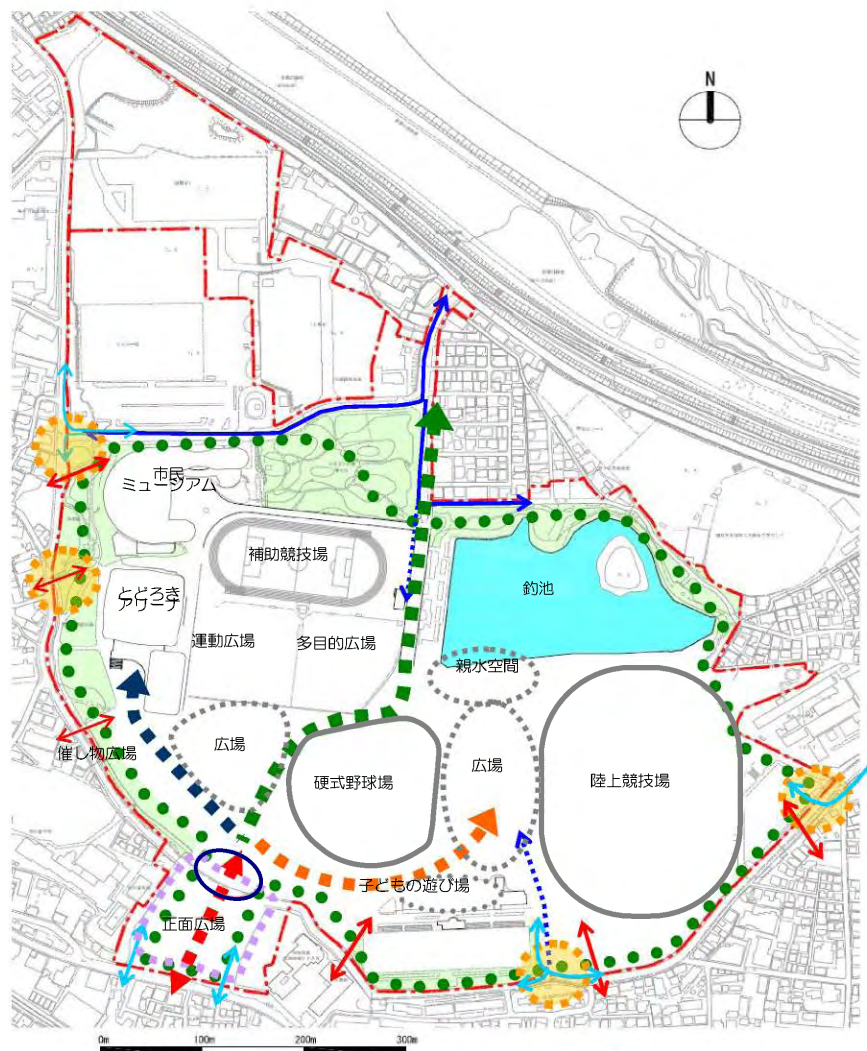 N
市民
ミュージアム
補助競技場
釣池
とどろき
アリーナ
運動広場
多目的広場
親水空間
広場
広場
催し物広場
硬式野球場
陸上競技場
子どもの遊び場
正面広場
0m
100m
200m
300m